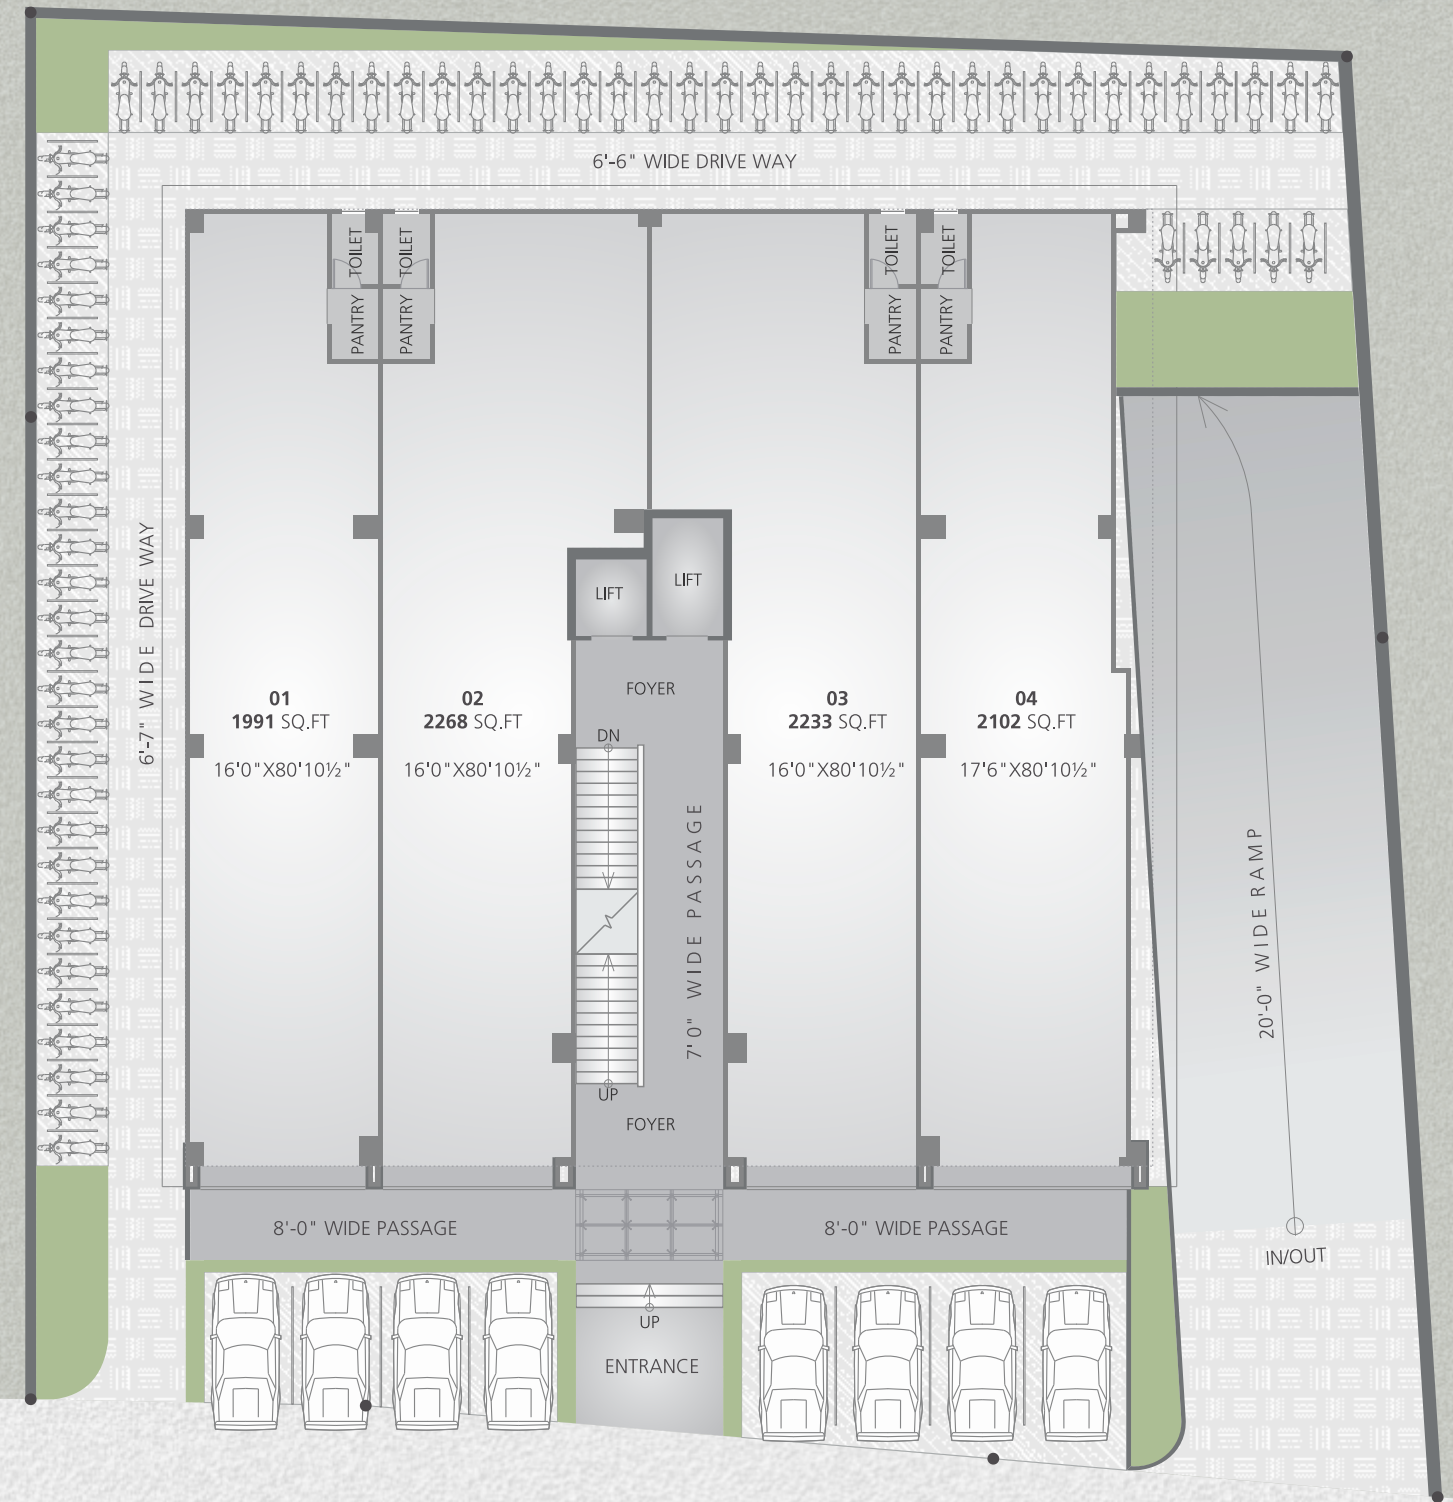 6'-6" WIDE DRIVE WAY
TOILET
TOILET
TOILET
TOILET
PANTRY
PANTRY
PANTRY
PANTRY
6'-7" WIDE DRIVE WAY
LIFT
LIFT
FOYER
01
1991 SQ.FT
16'0"X80'10½"
02
2268 SQ.FT
16'0"X80'10½"
03
2233 SQ.FT
16'0"X80'10½"
04
2102 SQ.FT
17'6"X80'10½"
DN
7'0" WIDE PASSAGE
20'-0" WIDE RAMP
UP
FOYER
8'-0" WIDE PASSAGE
8'-0" WIDE PASSAGE
IN/OUT
UP
ENTRANCE